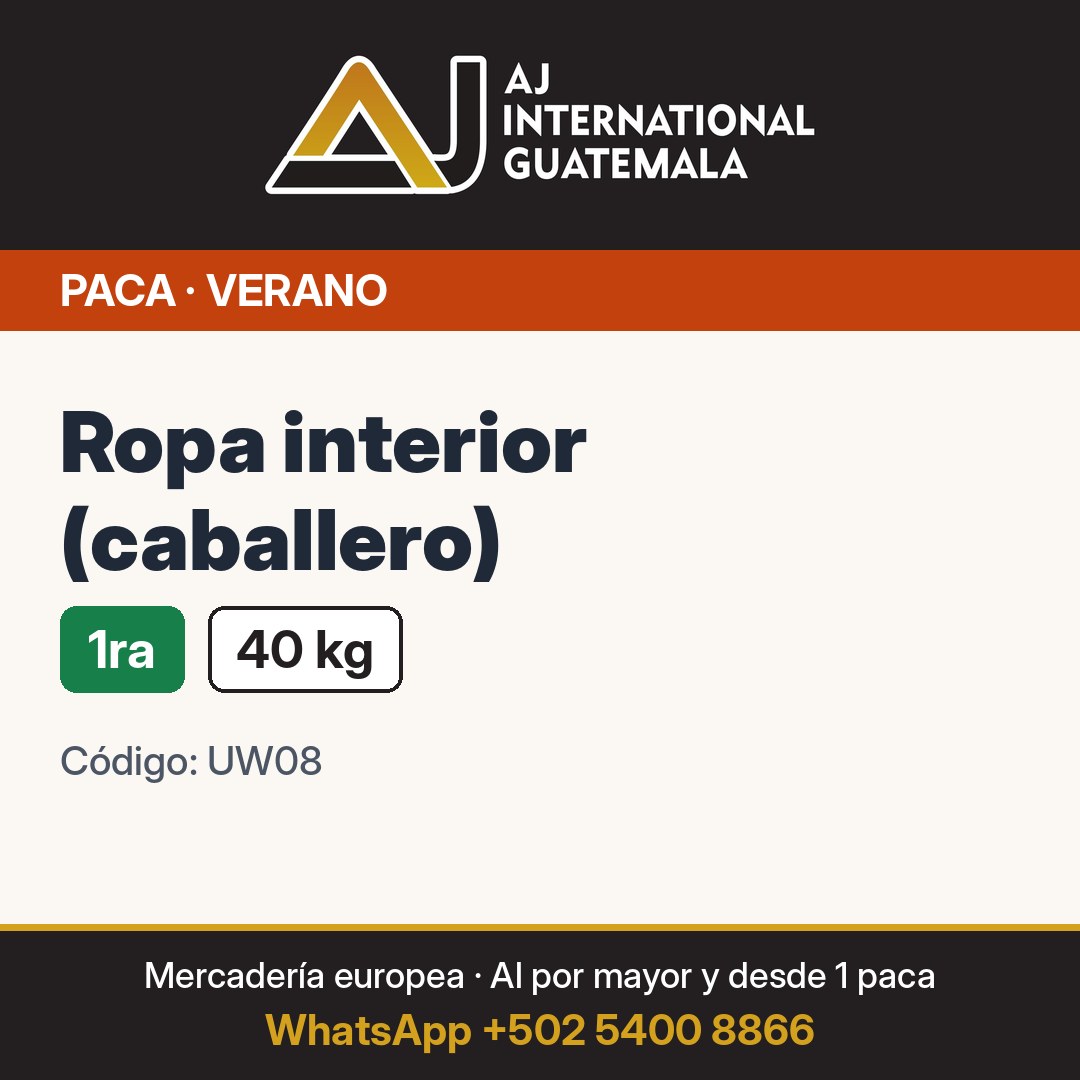 AJ
AJ
INTERNATIONAL
GUATEMALA
PACA · VERANO
Ropa interior
(caballero)
1ra
40 kg
Código: UW08
Mercadería europea · Al por mayor y desde 1 paca
WhatsApp +502 5400 8866